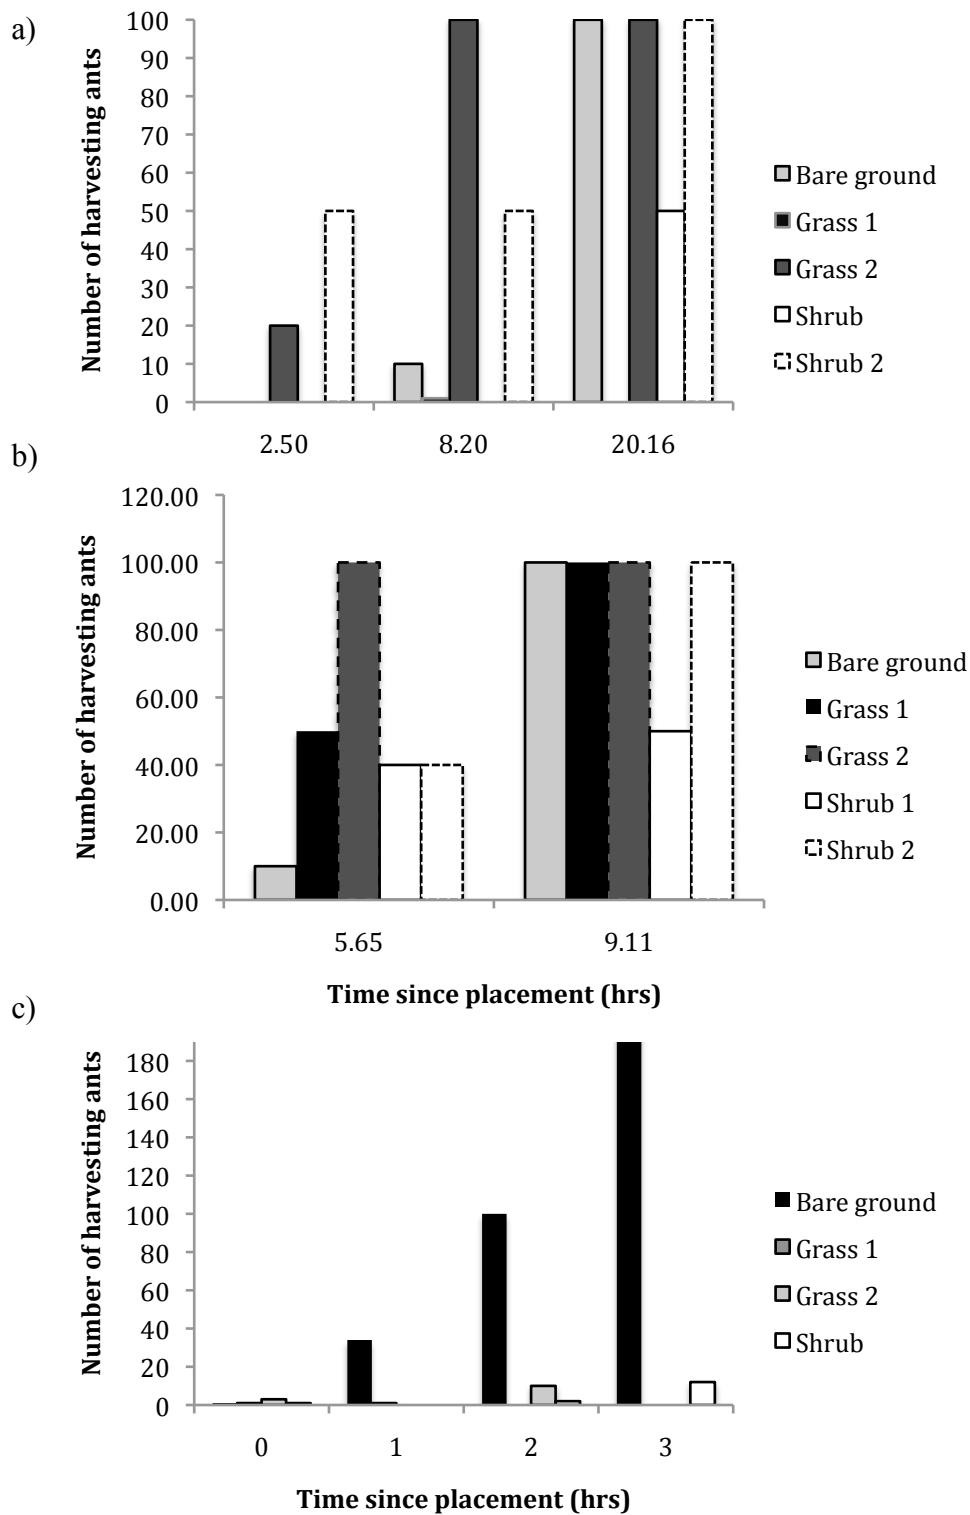 a)
Number of harvesting ants
100
90
80
70
60
50
40
30
20
10
0
2.50 8.20 20.16
Bare ground
Grass 1
Grass 2
Shrub
Shrub 2
b)
Number of harvesting ants
120.00
100.00
80.00
60.00
40.00
20.00
0.00
5.65 9.11
Time since placement (hrs)
Bare ground
Grass 1
Grass 2
Shrub 1
Shrub 2
c)
Number of harvesting ants
180
160
140
120
100
80
60
40
20
0
0 1 2 3
Time since placement (hrs)
Bare ground
Grass 1
Grass 2
Shrub